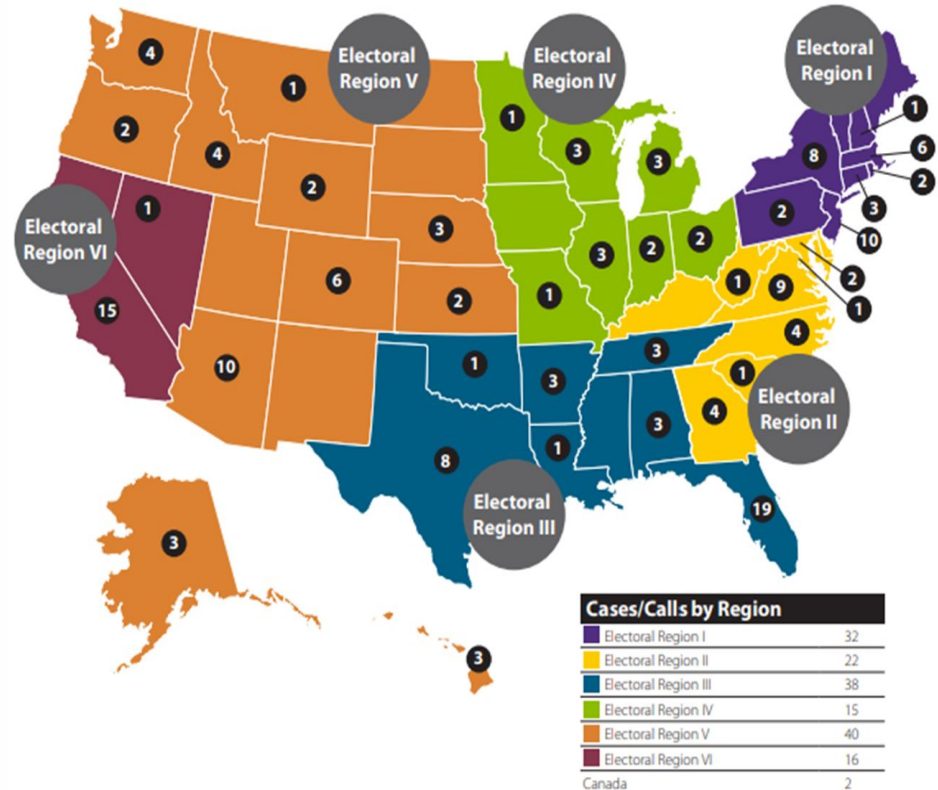 Electoral
Region V
Electoral
Region IV
Electoral
Region I
4
1
1
1
2
3
3
8
6
4
2
2
2
Electoral
Region VI
1
3
3
2
2
3
10
6
2
1
1
9
2
1
15
4
10
1
3
3
1
Electoral
Region II
8
1
3
4
Electoral
Region III
19
3
3
Cases/Calls by Region
Electoral Region I 32
Electoral Region II 22
Electoral Region III 38
Electoral Region IV 15
Electoral Region V 40
Electoral Region VI 16
Canada 2